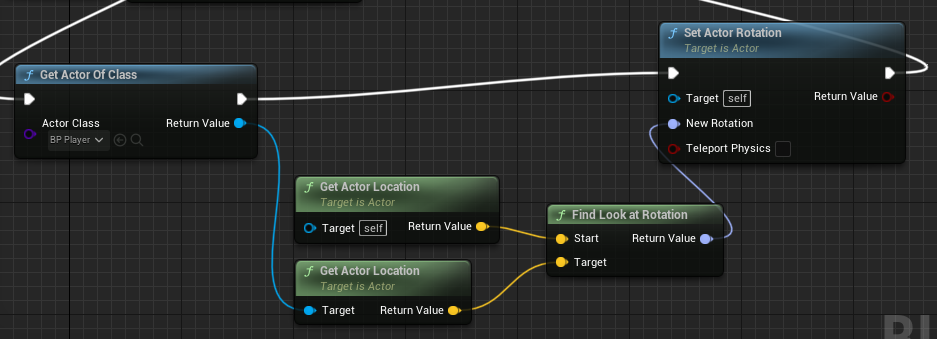 Set Actor Rotation
Target is Actor
Get Actor Of Class
Target self
Return Value
Actor Class
Return Value
BP Player
New Rotation
Teleport Physics
Get Actor Location
Target is Actor
Target self
Return Value
Find Look at Rotation
Start
Return Value
Target
Get Actor Location
Target is Actor
Target
Return Value